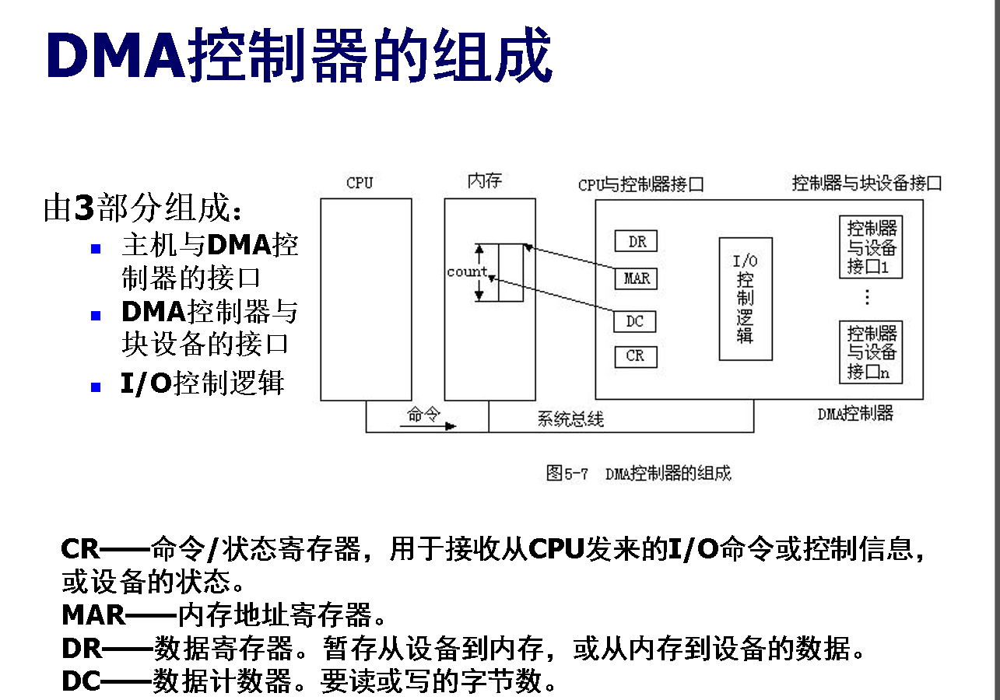 DMA控制器的组成
由3部分组成：
主机与DMA控
制器的接口
DMA控制器与
块设备的接口
I/O控制逻辑
CPU
内存
CPU与控制器接口
控制器与块设备接口
count
DR
MAR
DC
CR
I/O
控
制
逻
辑
控制器
与设备
接口1
⋮
控制器
与设备
接口n
命令
系统总线
DMA控制器
图5-7 DMA控制器的组成
CR——命令/状态寄存器，用于接收从CPU发来的I/O命令或控制信息，
或设备的状态。
MAR——内存地址寄存器。
DR——数据寄存器。暂存从设备到内存，或从内存到设备的数据。
DC——数据计数器。要读或写的字节数。